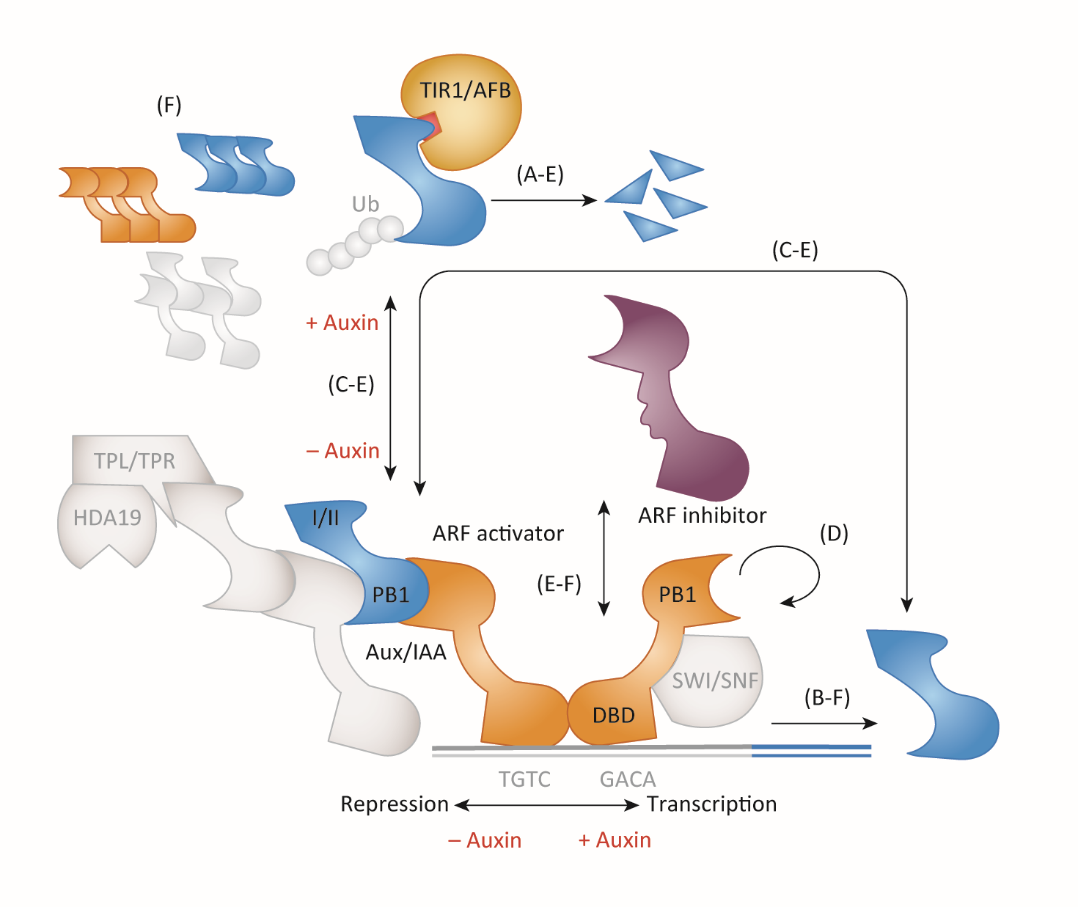 TIR1/AFB
(F)
(A-E)
Ub
(C-E)
+ Auxin
(C-E)
– Auxin
TPL/TPR
HDA19
I/II
ARF activator
ARF inhibitor
(D)
(E-F)
PB1
PB1
Aux/IAA
SWI/SNF
(B-F)
DBD
TGTC GACA
Repression Transcription
– Auxin + Auxin